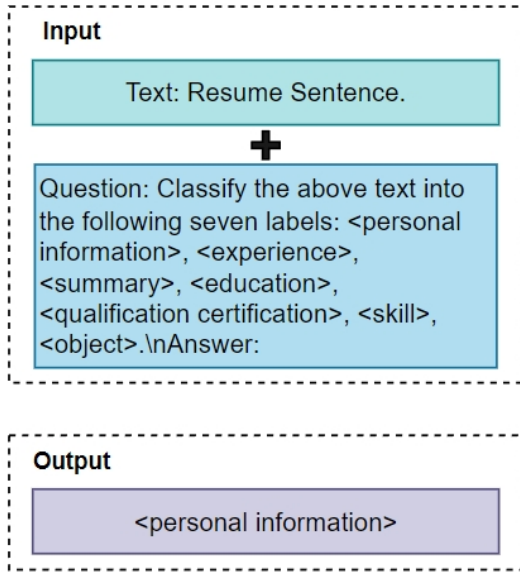 Input
Text: Resume Sentence.
+
Question: Classify the above text into
the following seven labels: <personal
information>, <experience>,
<summary>, <education>,
<qualification certification>, <skill>,
<object>.\nAnswer:
Output
<personal information>